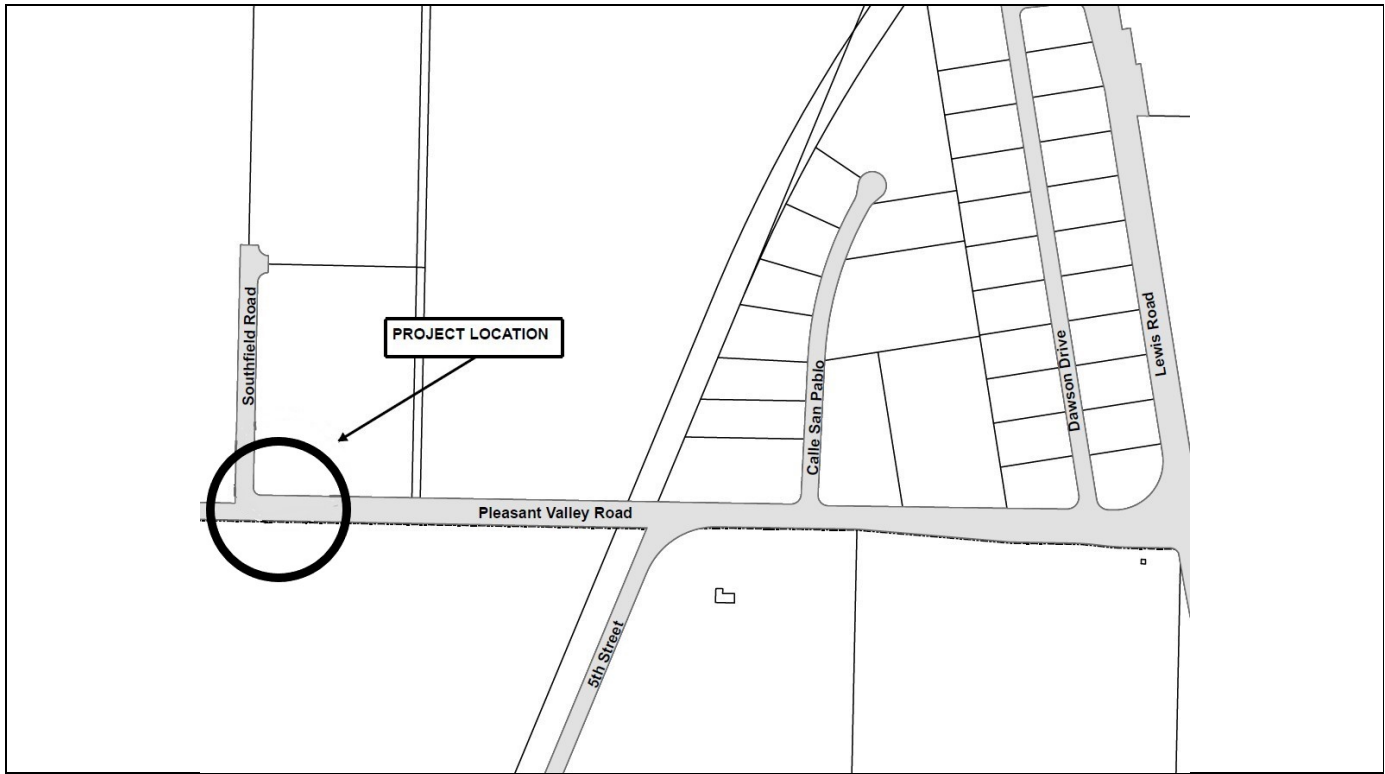 PROJECT LOCATION
Southfield Road
Pleasant Valley Road
5th Street
Calle San Pablo
Dawson Drive
Lewis Road